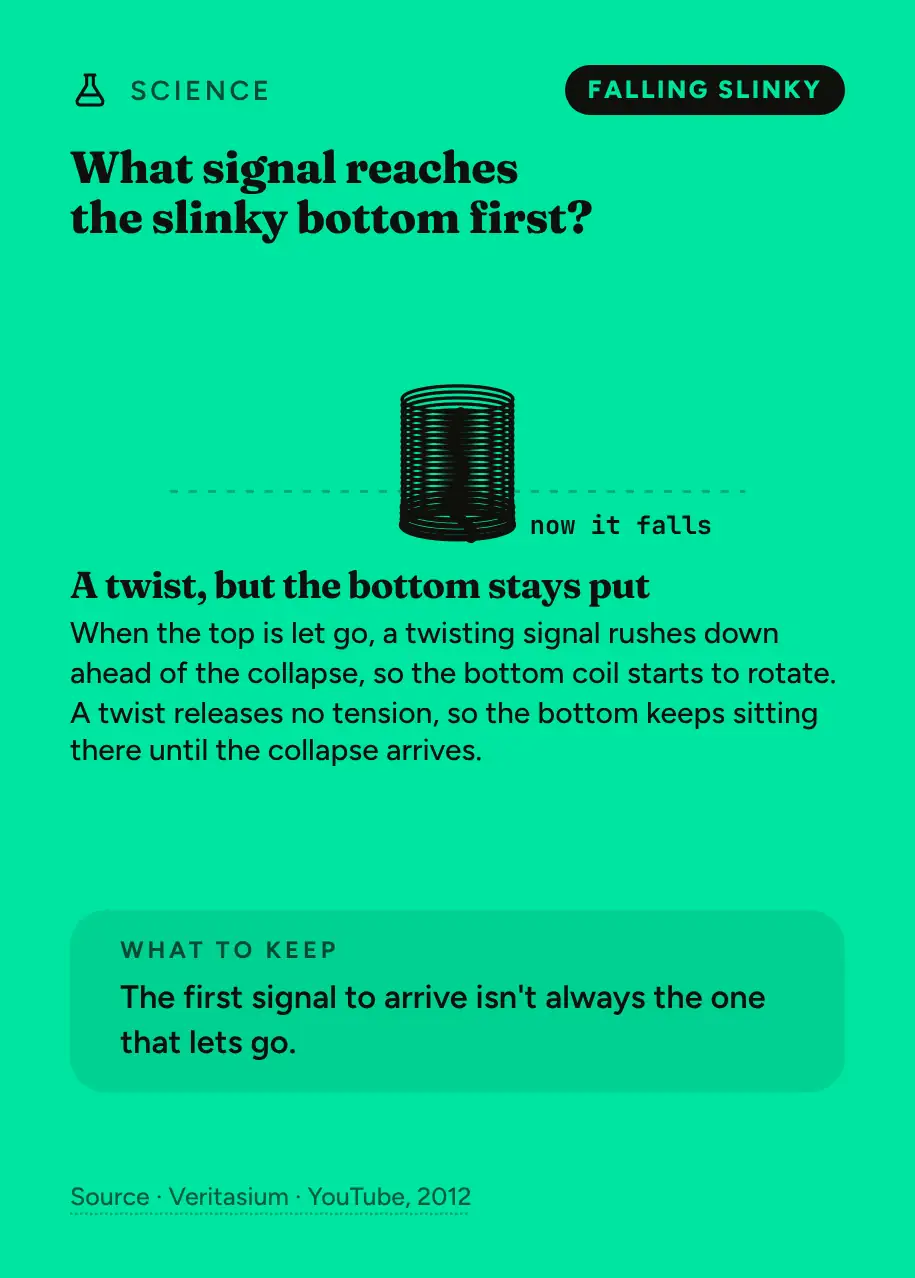 SCIENCE
FALLING SLINKY
What signal reaches
the slinky bottom first?
now it falls
A twist, but the bottom stays put
When the top is let go, a twisting signal rushes down
ahead of the collapse, so the bottom coil starts to rotate.
A twist releases no tension, so the bottom keeps sitting
there until the collapse arrives.
WHAT TO KEEP
The first signal to arrive isn't always the one
that lets go.
Source · Veritasium · YouTube, 2012